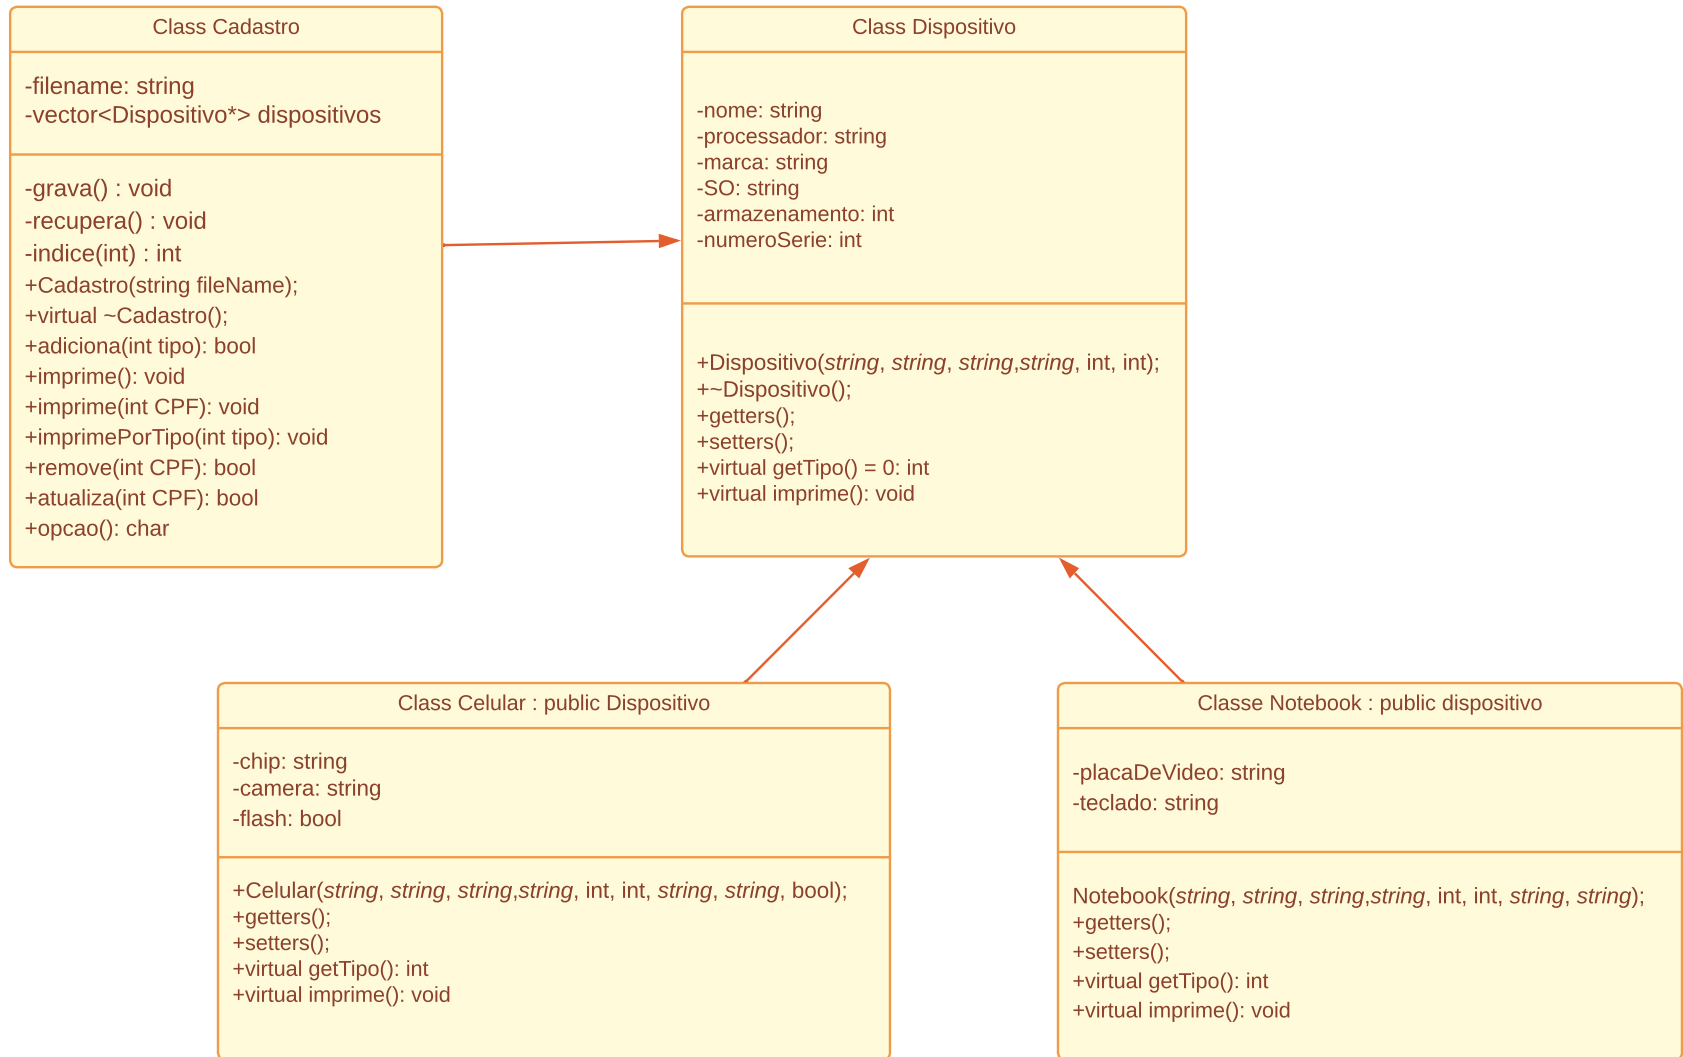 Class Cadastro
-filename: string
-vector<Dispositivo*> dispositivos
-grava() : void
-recupera() : void
-indice(int) : int
+Cadastro(string fileName);
+virtual ~Cadastro();
+adiciona(int tipo): bool
+imprime(): void
+imprime(int CPF): void
+imprimePorTipo(int tipo): void
+remove(int CPF): bool
+atualiza(int CPF): bool
+opcao(): char
Class Dispositivo
-nome: string
-processador: string
-marca: string
-SO: string
-armazenamento: int
-numeroSerie: int
+Dispositivo(string, string, string,string, int, int);
+~Dispositivo();
+getters();
+setters();
+virtual getTipo() = 0: int
+virtual imprime(): void
Class Celular : public Dispositivo
-chip: string
-camera: string
-flash: bool
+Celular(string, string, string,string, int, int, string, string, bool);
+getters();
+setters();
+virtual getTipo(): int
+virtual imprime(): void
Classe Notebook : public dispositivo
-placaDeVideo: string
-teclado: string
Notebook(string, string, string,string, int, int, string, string);
+getters();
+setters();
+virtual getTipo(): int
+virtual imprime(): void